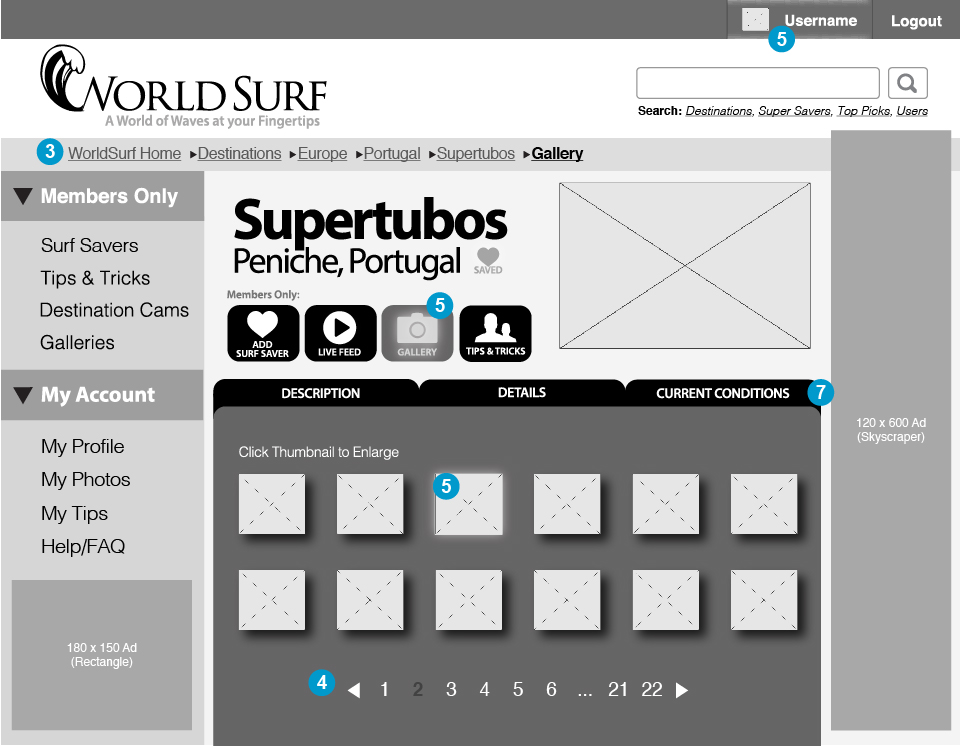 Username
Logout
5
WORLD SURF
A World of Waves at your Fingertips
Search: Destinations, Super Savers, Top Picks, Users
3
WorldSurf Home ▸Destinations ▸Europe ▸Portugal ▸Supertubos ▸Gallery
Members Only
Surf Savers
Tips & Tricks
Destination Cams
Galleries
My Account
My Profile
My Photos
My Tips
Help/FAQ
180 x 150 Ad
(Rectangle)
Supertubos
Peniche, Portugal
SAVED
Members Only:
5
ADD
SURF SAVER
LIVE FEED
GALLERY
TIPS & TRICKS
DESCRIPTION
DETAILS
CURRENT CONDITIONS
7
Click Thumbnail to Enlarge
5
4
1 2 3 4 5 6 ... 21 22
120 x 600 Ad
(Skyscraper)